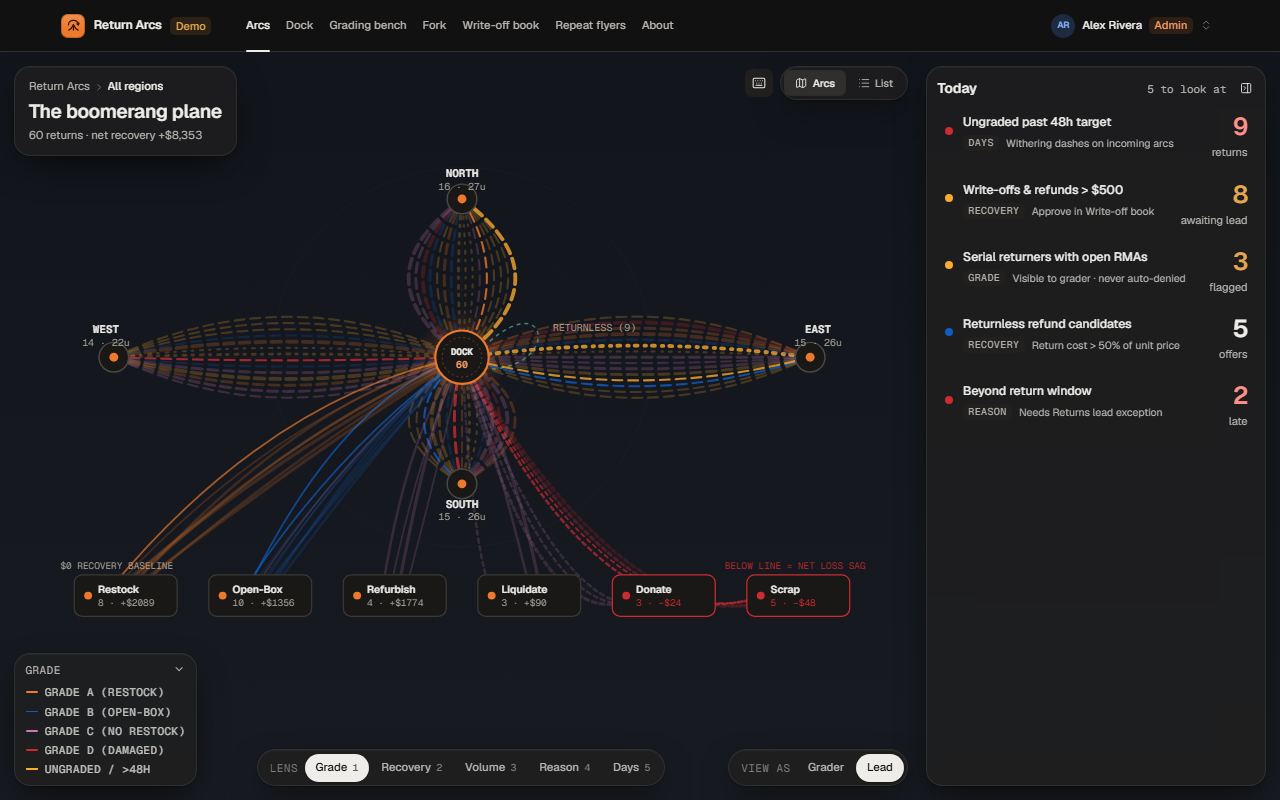 Return Arcs Demo Arcs Dock Grading bench Fork Write-off book Repeat flyers About AR Alex Rivera Admin
Return Arcs > All regions
The boomerang plane
60 returns · net recovery +$8,353
Arcs List
NORTH
16 · 27u
WEST
14 · 22u
DOCK
60
RETURNLESS (9)
EAST
15 · 26u
SOUTH
15 · 26u
$0 RECOVERY BASELINE
BELOW LINE = NET LOSS SAG
Restock
8 · +$2089
Open-Box
10 · +$1356
Refurbish
4 · +$1774
Liquidate
3 · +$90
Donate
3 · -$24
Scrap
5 · -$48
GRADE
GRADE A (RESTOCK)
GRADE B (OPEN-BOX)
GRADE C (NO RESTOCK)
GRADE D (DAMAGED)
UNGRADED / >48H
LENS Grade 1 Recovery 2 Volume 3 Reason 4 Days 5
VIEW AS Grader Lead
Today 5 to look at
Ungraded past 48h target 9
DAYS Withering dashes on incoming arcs returns
Write-offs & refunds > $500 8
RECOVERY Approve in Write-off book awaiting lead
Serial returners with open RMAs 3
GRADE Visible to grader · never auto-denied flagged
Returnless refund candidates 5
RECOVERY Return cost > 50% of unit price offers
Beyond return window 2
REASON Needs Returns lead exception late